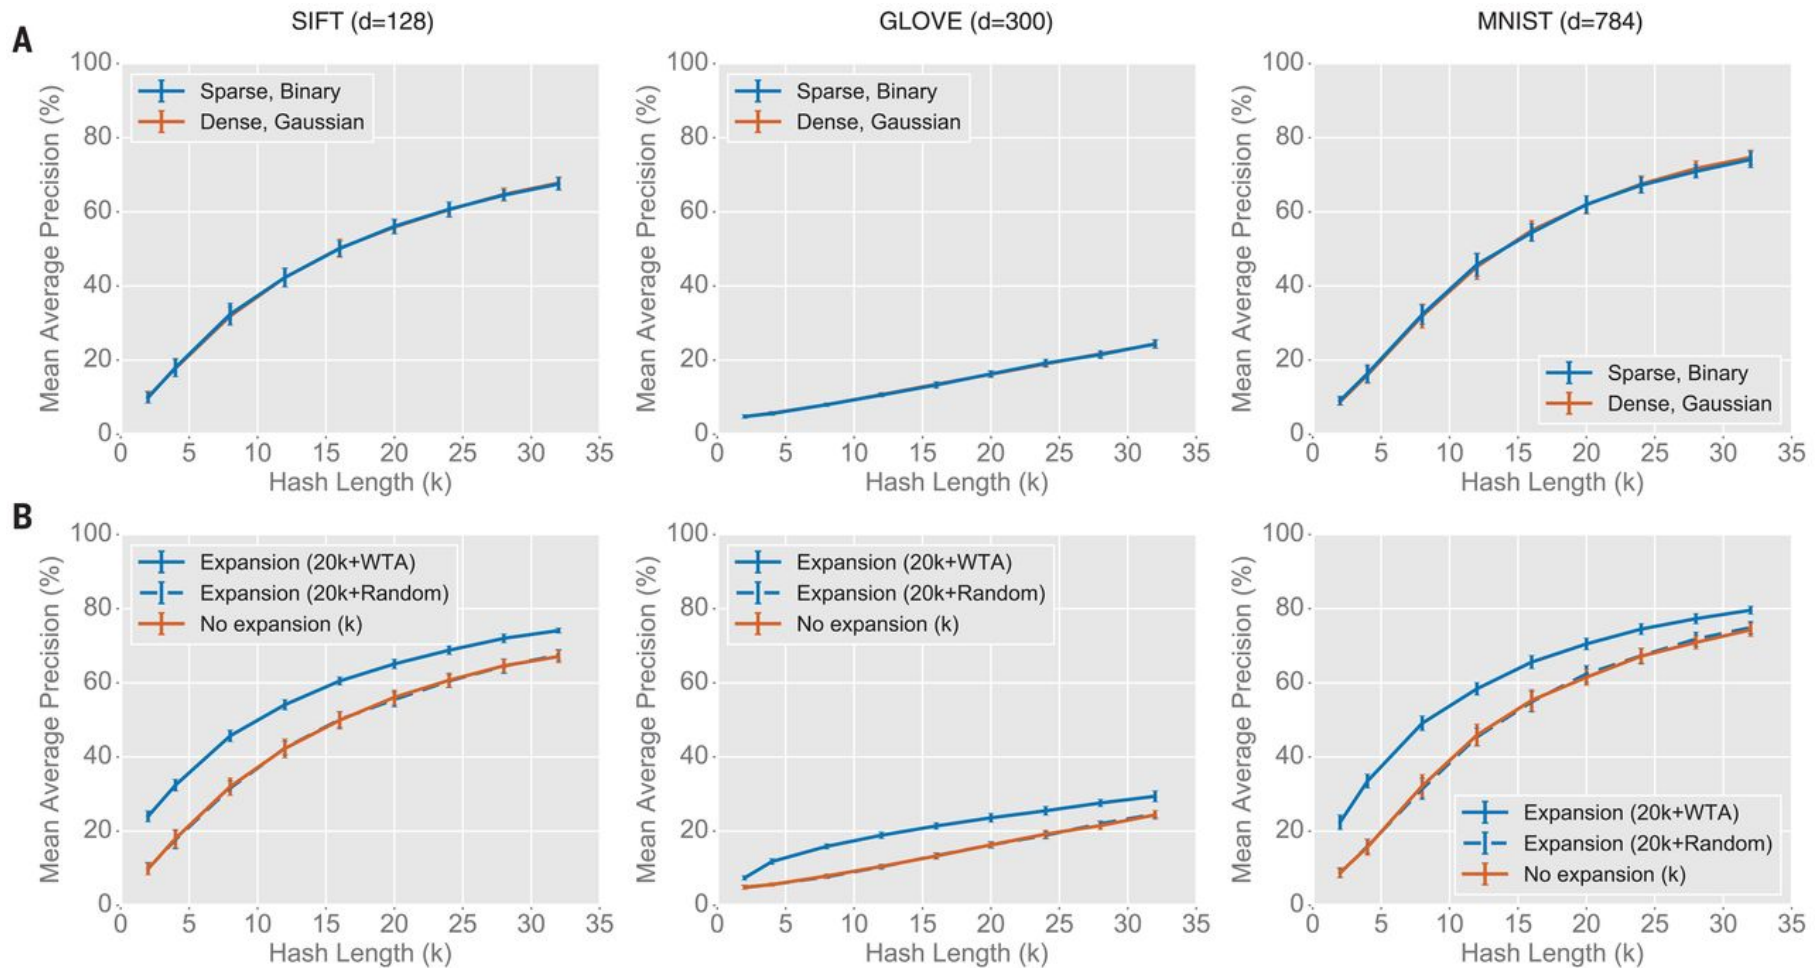 SIFT (d=128)
GLOVE (d=300)
MNIST (d=784)
A
Mean Average Precision (%)
100
80
60
40
20
0
Sparse, Binary
Dense, Gaussian
0 5 10 15 20 25 30 35
Hash Length (k)
Mean Average Precision (%)
100
80
60
40
20
0
Sparse, Binary
Dense, Gaussian
0 5 10 15 20 25 30 35
Hash Length (k)
Mean Average Precision (%)
100
80
60
40
20
0
Sparse, Binary
Dense, Gaussian
0 5 10 15 20 25 30 35
Hash Length (k)
B
Mean Average Precision (%)
100
80
60
40
20
0
Expansion (20k+WTA)
Expansion (20k+Random)
No expansion (k)
0 5 10 15 20 25 30 35
Hash Length (k)
Mean Average Precision (%)
100
80
60
40
20
0
Expansion (20k+WTA)
Expansion (20k+Random)
No expansion (k)
0 5 10 15 20 25 30 35
Hash Length (k)
Mean Average Precision (%)
100
80
60
40
20
0
Expansion (20k+WTA)
Expansion (20k+Random)
No expansion (k)
0 5 10 15 20 25 30 35
Hash Length (k)